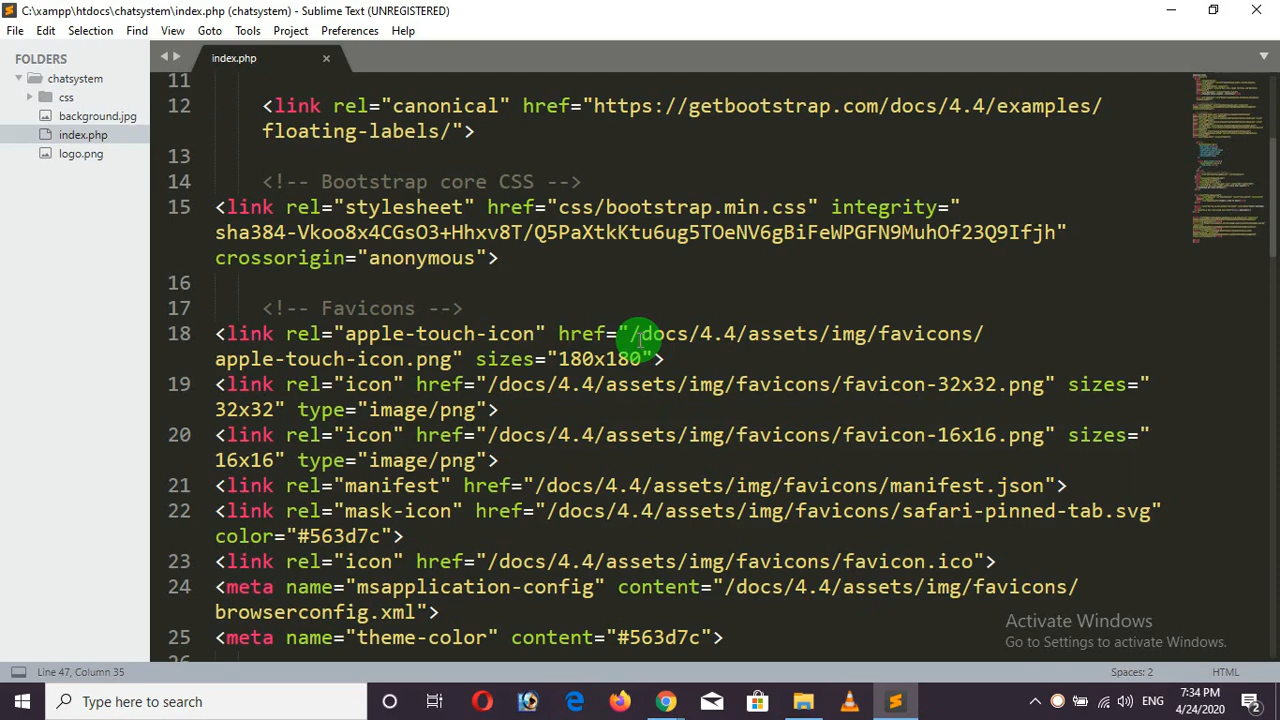 C:\xampp\htdocs\chatsystem\index.php (chatsystem) - Sublime Text (UNREGISTERED)
File Edit Selection Find View Goto Tools Project Preferences Help
FOLDERS
chatsystem
css
background.jpg
index.php
logo.png
index.php
11
12 <link rel="canonical" href="https://getbootstrap.com/docs/4.4/examples/
floating-labels/">
13
14 <!-- Bootstrap core CSS -->
15 <link rel="stylesheet" href="css/bootstrap.min.css" integrity="
sha384-Vkoo8x4CGsO3+Hhxv8T/Q5PaXtkKtu6ug5TOeNV6gBiFeWPGFN9MuhOf23Q9Ifjh"
crossorigin="anonymous">
16
17 <!-- Favicons -->
18 <link rel="apple-touch-icon" href="/docs/4.4/assets/img/favicons/
apple-touch-icon.png" sizes="180x180">
19 <link rel="icon" href="/docs/4.4/assets/img/favicons/favicon-32x32.png" sizes="
32x32" type="image/png">
20 <link rel="icon" href="/docs/4.4/assets/img/favicons/favicon-16x16.png" sizes="
16x16" type="image/png">
21 <link rel="manifest" href="/docs/4.4/assets/img/favicons/manifest.json">
22 <link rel="mask-icon" href="/docs/4.4/assets/img/favicons/safari-pinned-tab.svg"
color="#563d7c">
23 <link rel="icon" href="/docs/4.4/assets/img/favicons/favicon.ico">
24 <meta name="msapplication-config" content="/docs/4.4/assets/img/favicons/
browserconfig.xml">
25 <meta name="theme-color" content="#563d7c">
Activate Windows
Go to Settings to activate Windows.
Line 47, Column 35
Spaces: 2
HTML
Type here to search
ENG
7:34 PM
4/24/2020
2